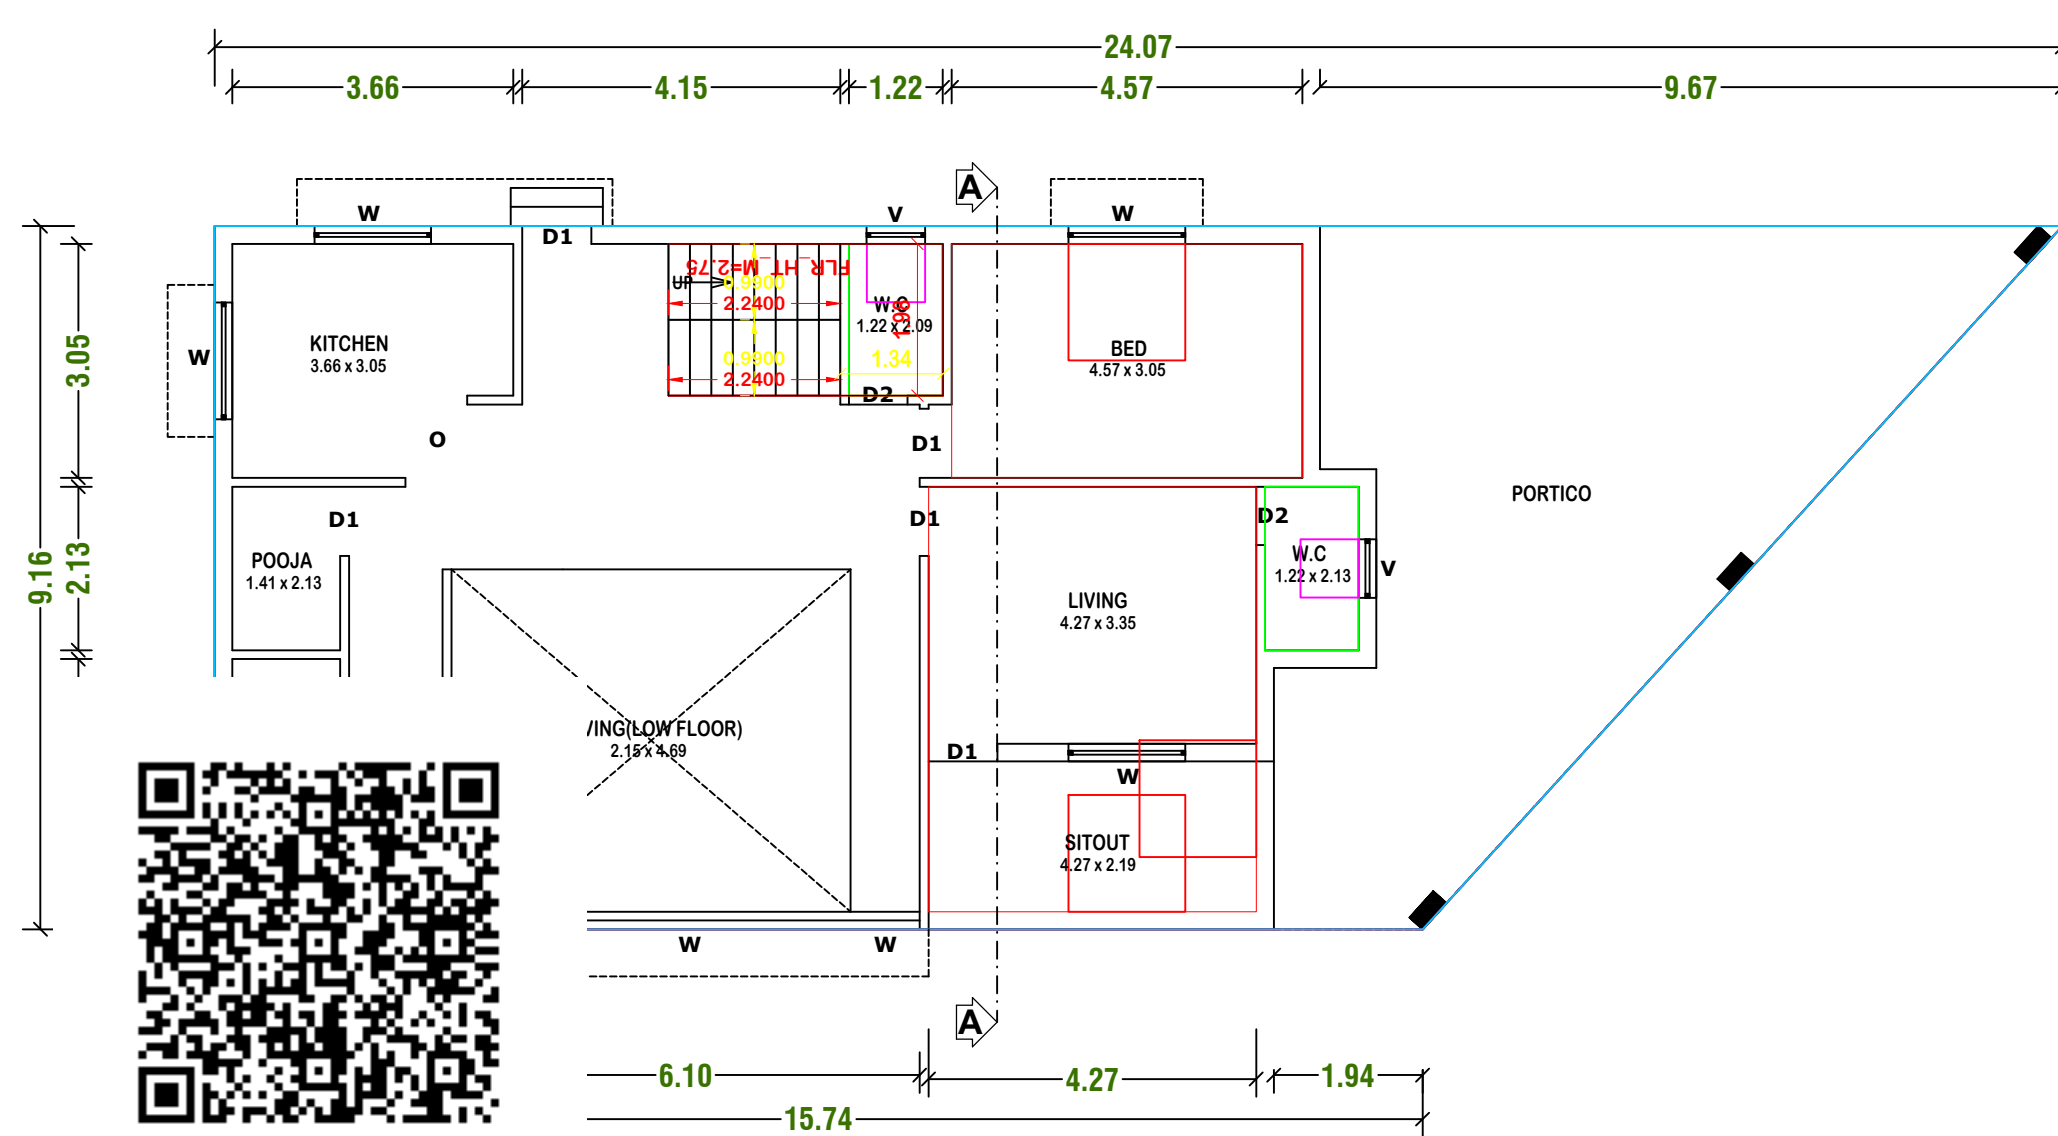 24.07
3.66
4.15
1.22
4.57
9.67
A
W
D1
V
W
FLR_HT_M=2.75
UP
0.9900
2.2400
W.C
1.22 x 2.09
1.98
KITCHEN
3.66 x 3.05
W
3.05
0.9900
2.2400
1.34
D2
BED
4.57 x 3.05
O
D1
PORTICO
D1
D1
D2
POOJA
1.41 x 2.13
W.C
1.22 x 2.13
V
9.16
2.13
LIVING
4.27 x 3.35
VING(LOW FLOOR)
2.15 x 4.69
D1
W
SITOUT
4.27 x 2.19
W
W
A
6.10
4.27
1.94
15.74